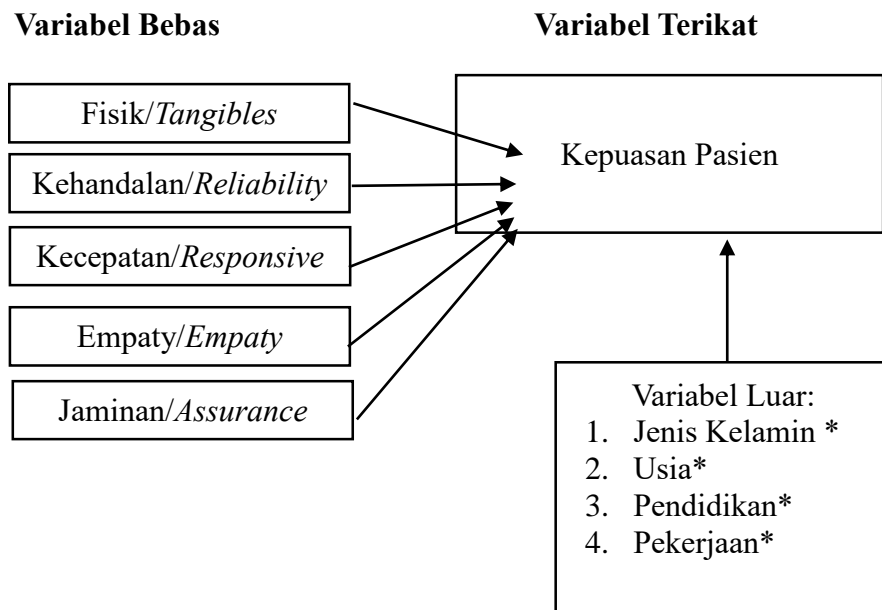 Variabel Bebas
Variabel Terikat
Fisik/Tangibles
Kehandalan/Reliability
Kecepatan/Responsive
Empaty/Empaty
Jaminan/Assurance
Kepuasan Pasien
Variabel Luar:
1. Jenis Kelamin *
2. Usia*
3. Pendidikan*
4. Pekerjaan*